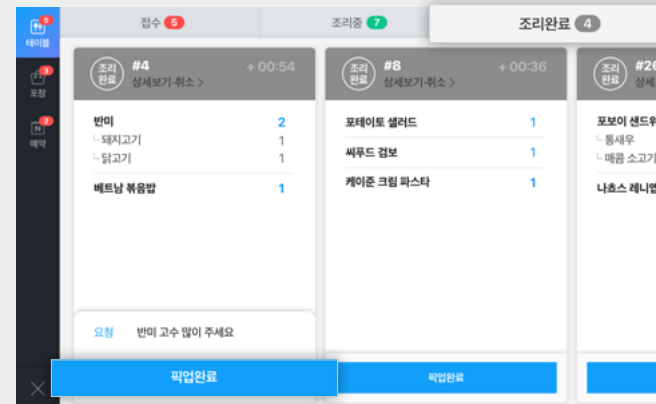 5
테이블
3
포장
2
N
예약
접수 5
조리중 7
조리완료 4
조리완료
#4
+ 00:54
상세보기·취소 >
반미 2
돼지고기 1
닭고기 1
베트남 볶음밥 1
요청 반미 고수 많이 주세요
픽업완료
조리완료
#8
+ 00:36
상세보기·취소 >
포테이토 샐러드 1
씨푸드 검보 1
케이준 크림 파스타 1
픽업완료
조리완료
#26
상세
포보이 샌드위
통새우
매콤 소고기
나쵸스 레니